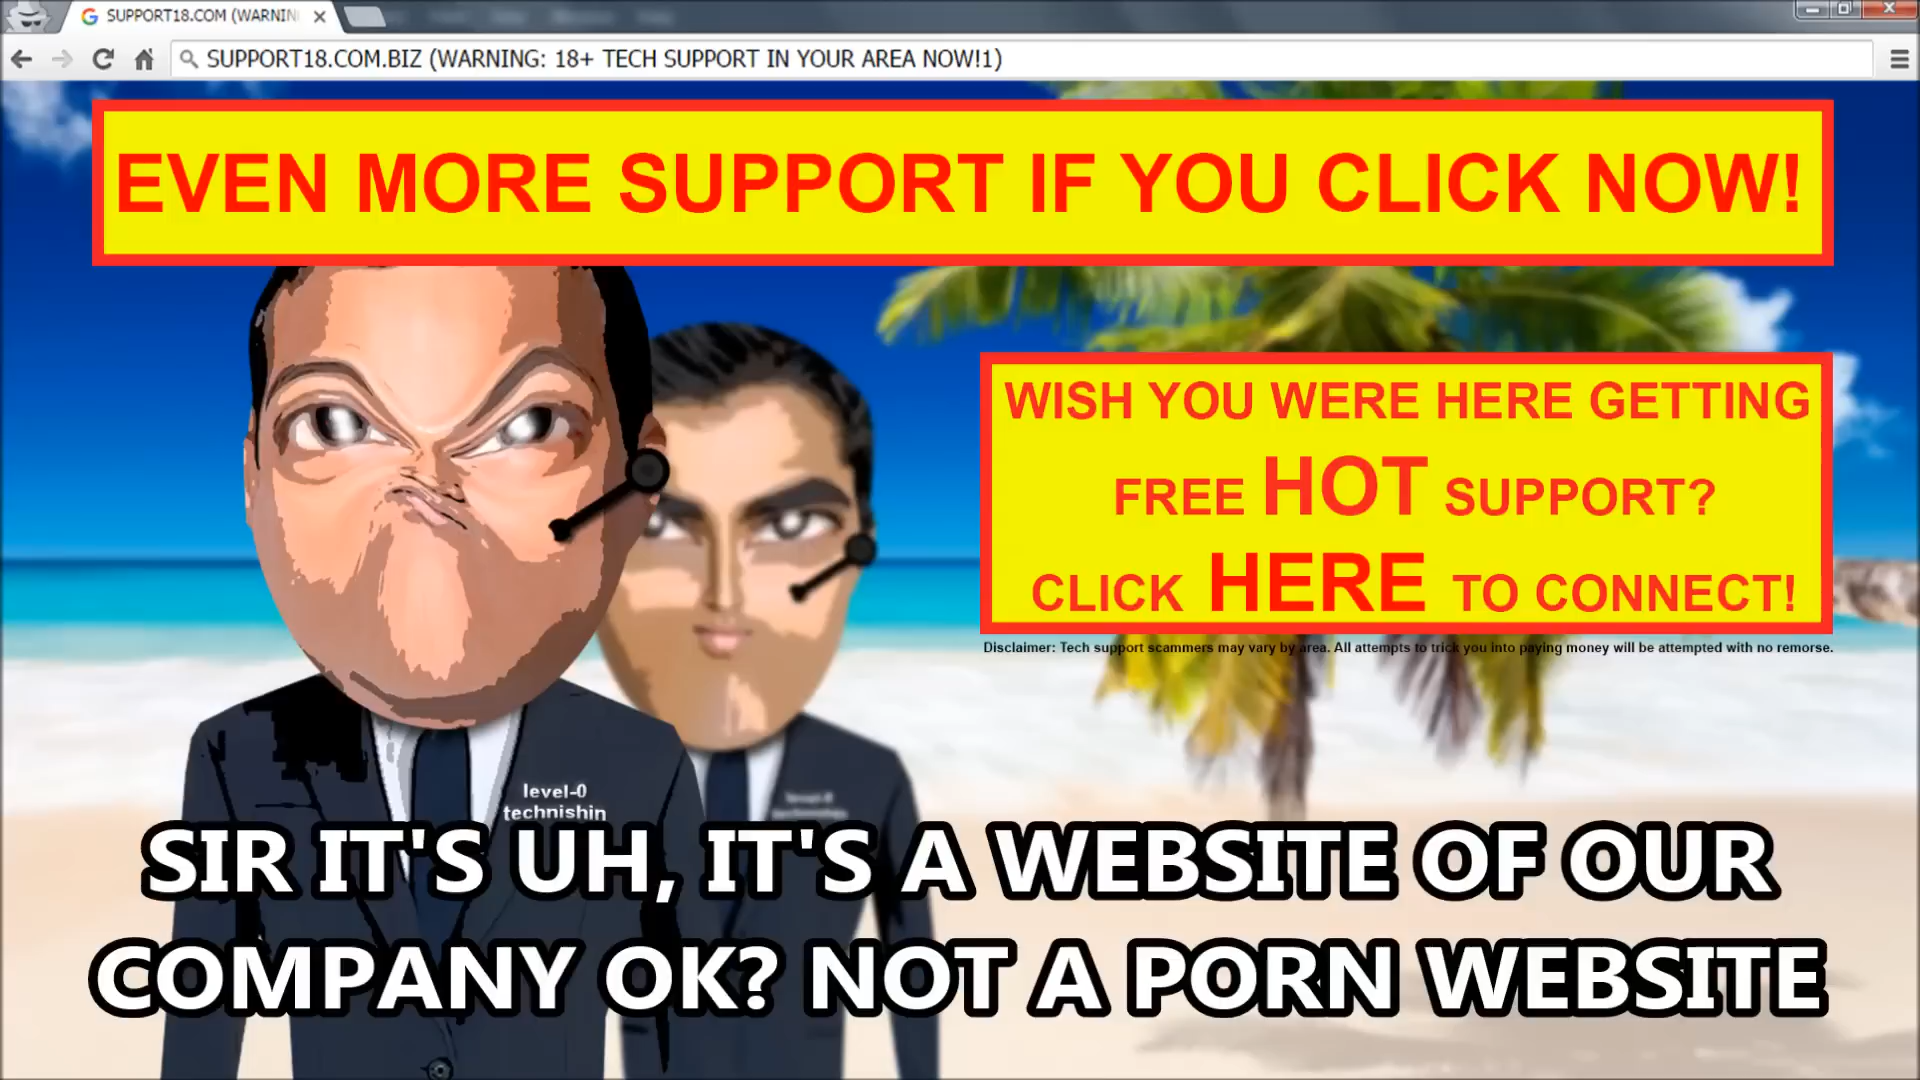 SUPPORT18.COM (WARNIN
SUPPORT18.COM.BIZ (WARNING: 18+ TECH SUPPORT IN YOUR AREA NOW!1)
EVEN MORE SUPPORT IF YOU CLICK NOW!
WISH YOU WERE HERE GETTING
FREE HOT SUPPORT?
CLICK HERE TO CONNECT!
Disclaimer: Tech support scammers may vary by area. All attempts to trick you into paying money will be attempted with no remorse.
level-0
technishin
SIR IT'S UH, IT'S A WEBSITE OF OUR
COMPANY OK? NOT A PORN WEBSITE